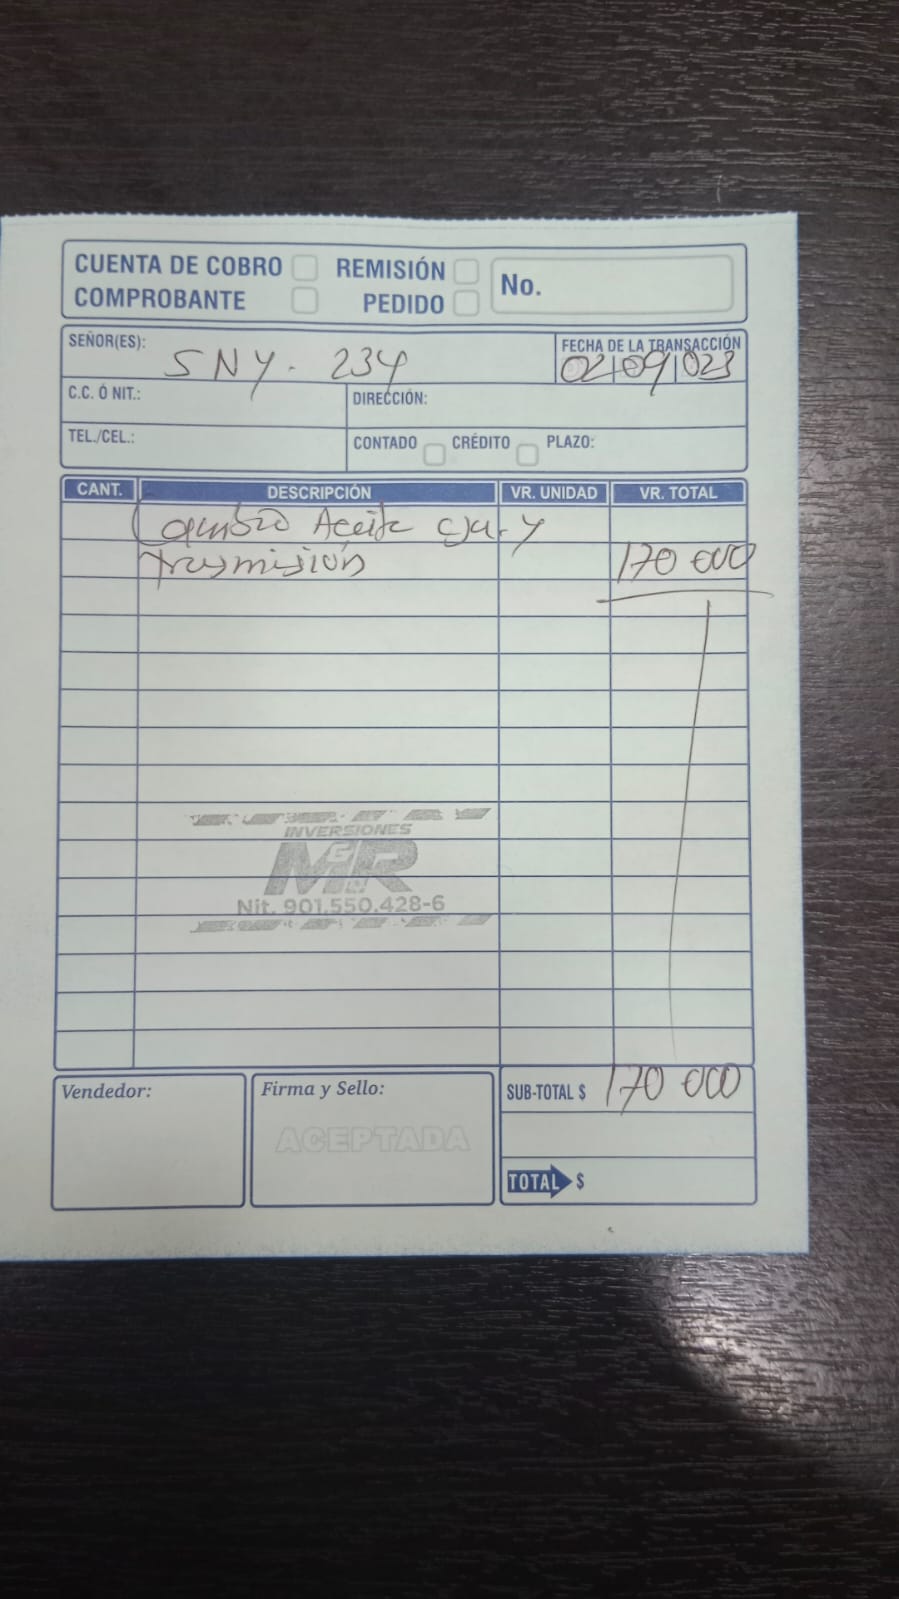 CUENTA DE COBRO REMISIÓN No.
COMPROBANTE PEDIDO
SEÑOR(ES): SNY. 234
FECHA DE LA TRANSACCIÓN
02|09|023
C.C. Ó NIT.: DIRECCIÓN:
TEL./CEL.: CONTADO CRÉDITO PLAZO:
CANT. DESCRIPCIÓN VR. UNIDAD VR. TOTAL
Cambio Aceite y
trasmisión 170 000
INVERSIONES
MGR
Nit. 901.550.428-6
Vendedor: Firma y Sello: SUB-TOTAL $ 170 000
ACEPTADA
TOTAL $